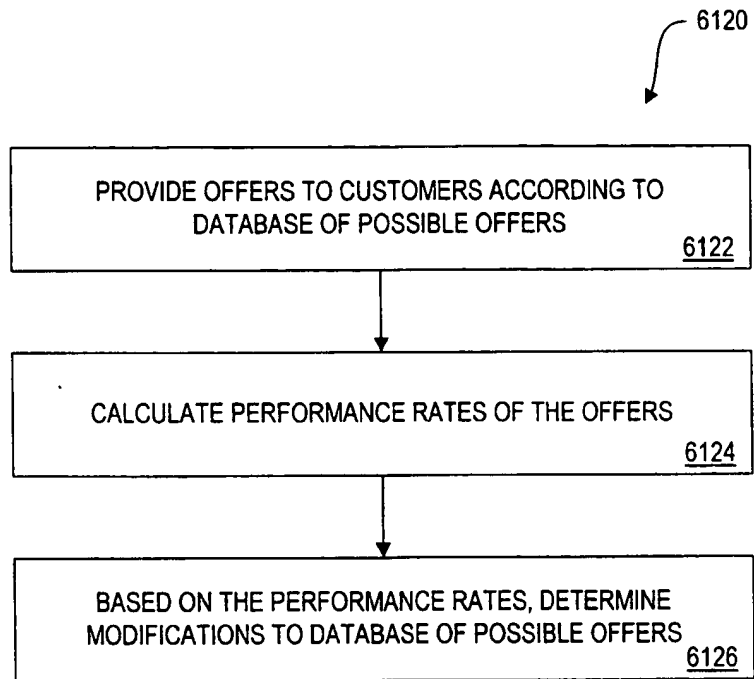 6120
PROVIDE OFFERS TO CUSTOMERS ACCORDING TO
DATABASE OF POSSIBLE OFFERS
6122
CALCULATE PERFORMANCE RATES OF THE OFFERS
6124
BASED ON THE PERFORMANCE RATES, DETERMINE
MODIFICATIONS TO DATABASE OF POSSIBLE OFFERS
6126